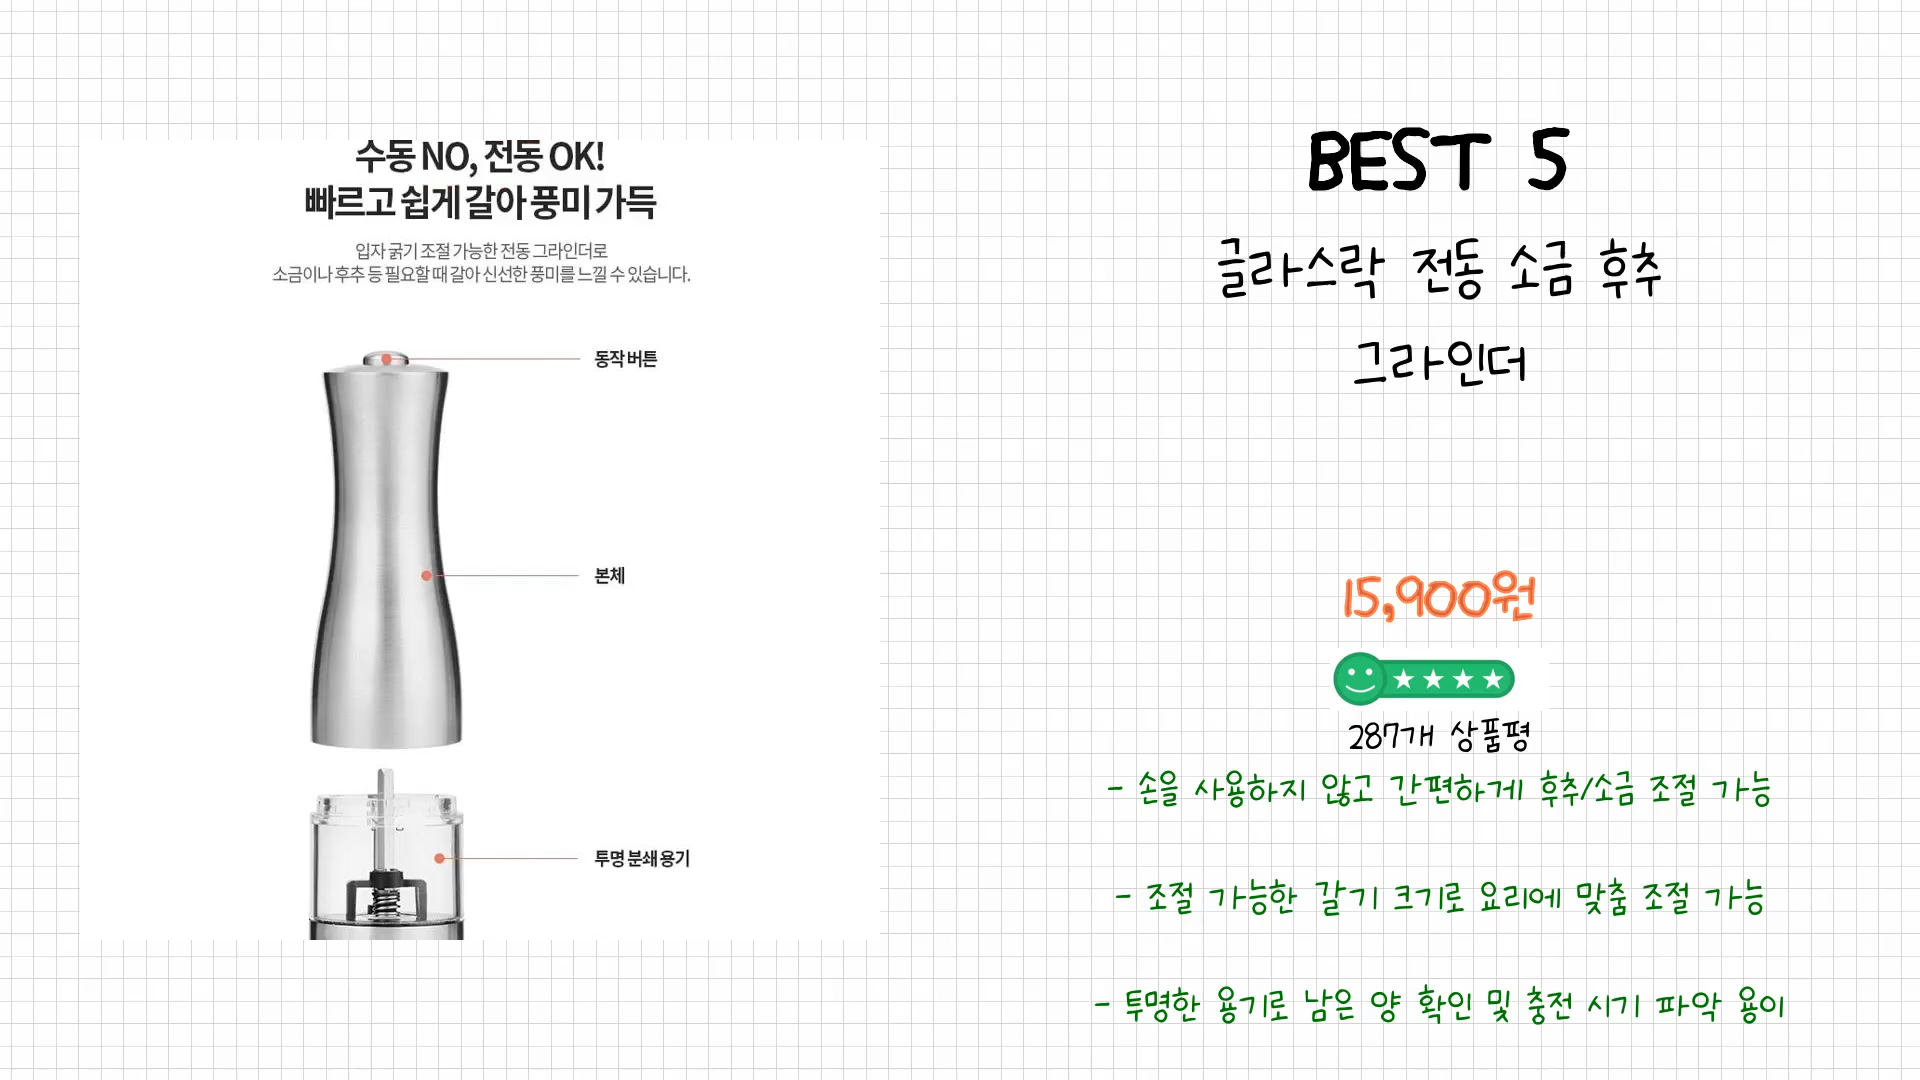 수동 NO, 전동 OK!
빠르고 쉽게 갈아 풍미 가득
입자 굵기 조절 가능한 전동 그라인더로
소금이나 후추 등 필요할 때 갈아 신선한 풍미를 느낄 수 있습니다.
동작 버튼
본체
투명 분쇄 용기
BEST 5
글라스락 전동 소금 후추
그라인더
15,900원
287개 상품평
- 손을 사용하지 않고 간편하게 후추/소금 조절 가능
- 조절 가능한 갈기 크기로 요리에 맞춤 조절 가능
- 투명한 용기로 남은 양 확인 및 충전 시기 파악 용이